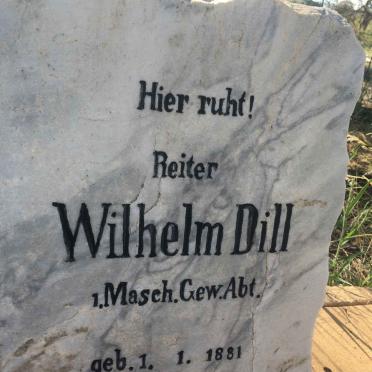 Hier ruht!
Reiter
Wilhelm Dill
1. Masch. Gew. Abt.
geb. 1. 1. 1881